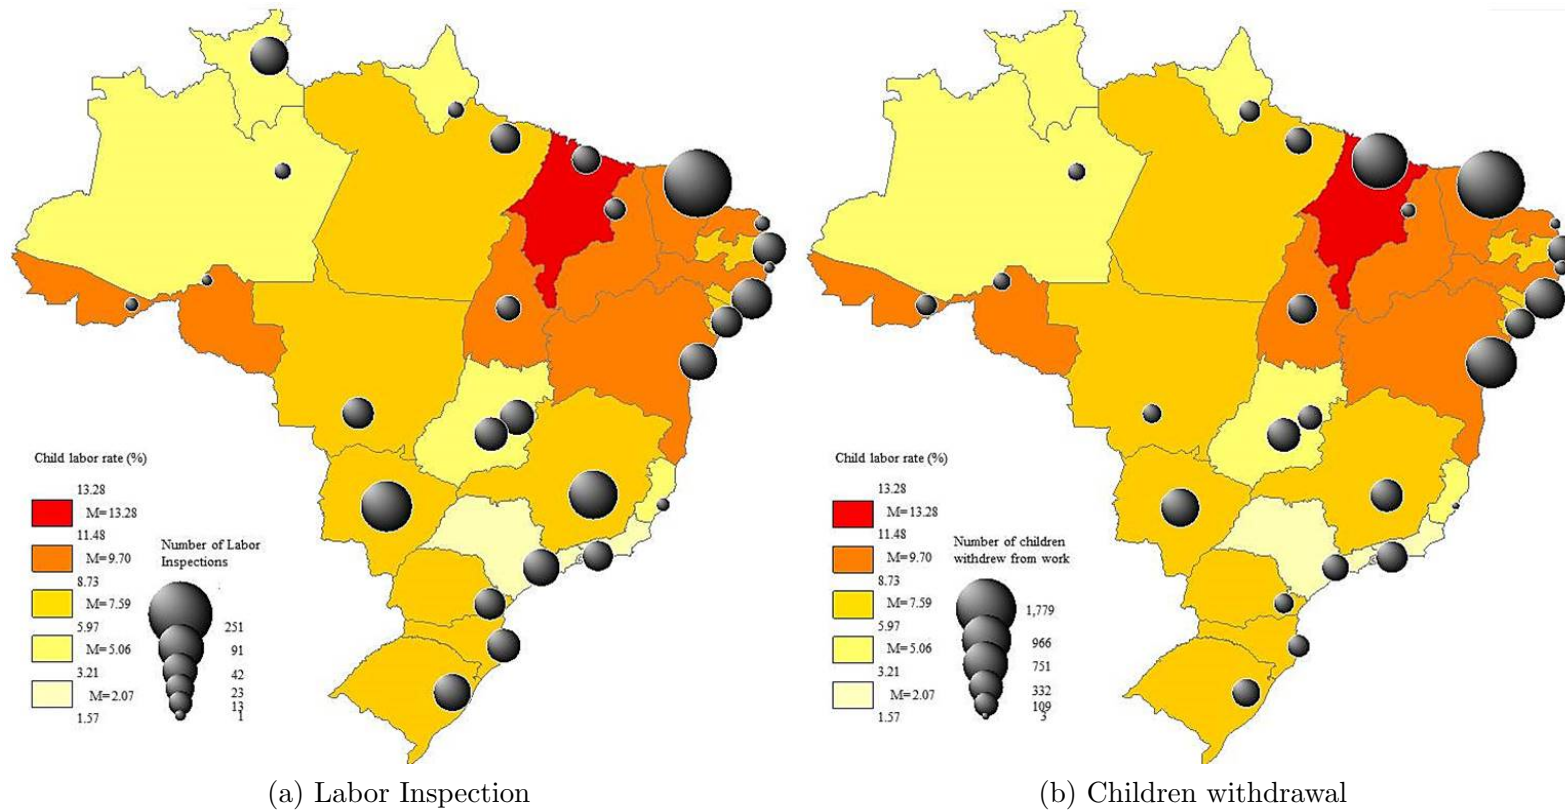 Child labor rate (%)
13.28
M=13.28
11.48
M=9.70
8.73
M=7.59
5.97
M=5.06
3.21
M=2.07
1.57
Number of Labor
Inspections
251
91
42
23
13
1
(a) Labor Inspection
Child labor rate (%)
13.28
M=13.28
11.48
M=9.70
8.73
M=7.59
5.97
M=5.06
3.21
M=2.07
1.57
Number of children
withdrew from work
1,779
966
751
332
109
3
(b) Children withdrawal